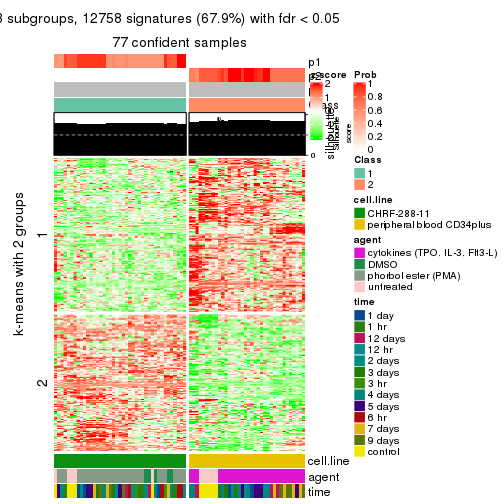 3 subgroups, 12758 signatures (67.9%) with fdr < 0.05
77 confident samples
p1
p2
z-score
2
1
0
Prob
1
0.8
0.6
0.4
0.2
0
Class
1
2
k-means with 2 groups
1
2
cell.line
CHRF-288-11
peripheral blood CD34plus
agent
cytokines (TPO, IL-3, Flt3-L)
DMSO
phorbol ester (PMA)
untreated
time
1 day
1 hr
12 days
12 hr
2 days
3 days
3 hr
4 days
5 days
6 hr
7 days
9 days
control
cell.line
agent
time